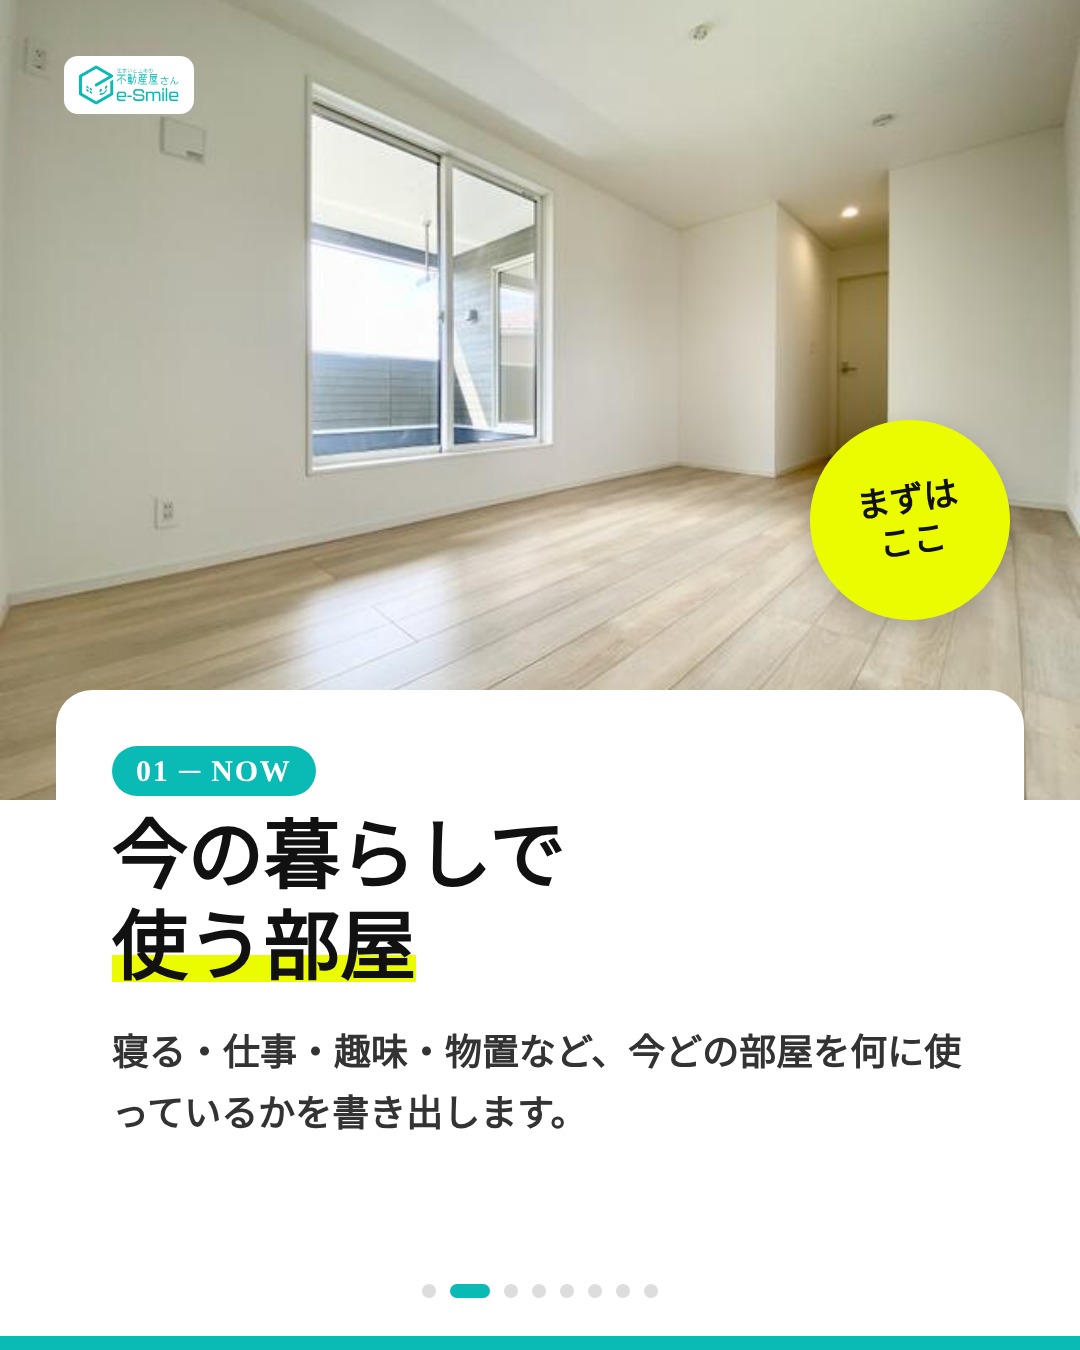 不動産屋さん
e-Smile
まずは
ここ
01 — NOW
今の暮らしで
使う部屋
寝る・仕事・趣味・物置など、今どの部屋を何に使
っているかを書き出します。